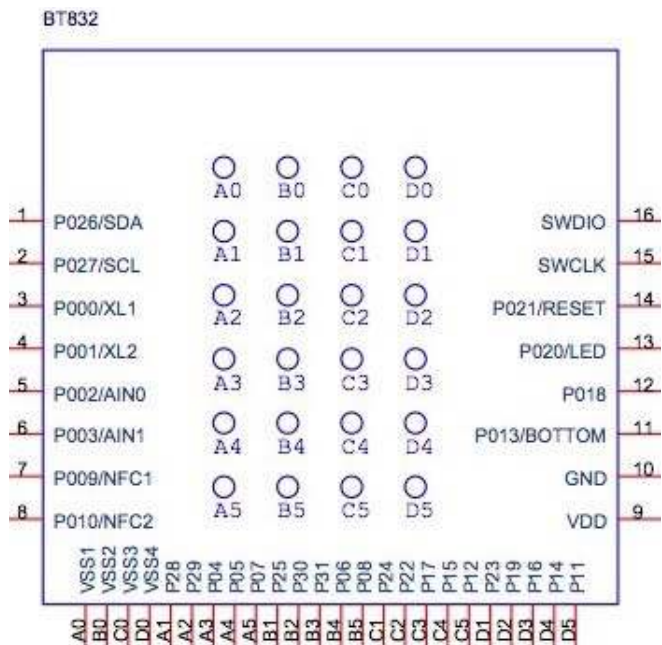 BT832
A0 B0 C0 D0
1 P026/SDA SWDIO 16
A1 B1 C1 D1
2 P027/SCL SWCLK 15
3 P000/XL1 P021/RESET 14
A2 B2 C2 D2
4 P001/XL2 P020/LED 13
A3 B3 C3 D3
5 P002/AIN0 P018 12
6 P003/AIN1 P013/BOTTOM 11
A4 B4 C4 D4
7 P009/NFC1 GND 10
A5 B5 C5 D5
8 P010/NFC2 VDD 9
VSS1 VSS2 VSS3 VSS4 P28 P29 P04 P05 P07 P25 P30 P31 P06 P08 P24 P22 P17 P15 P12 P23 P19 P16 P14 P11
A0 B0 C0 D0 A1 A2 A3 A4 A5 B1 B2 B3 B4 B5 C1 C2 C3 C4 C5 D1 D2 D3 D4 D5